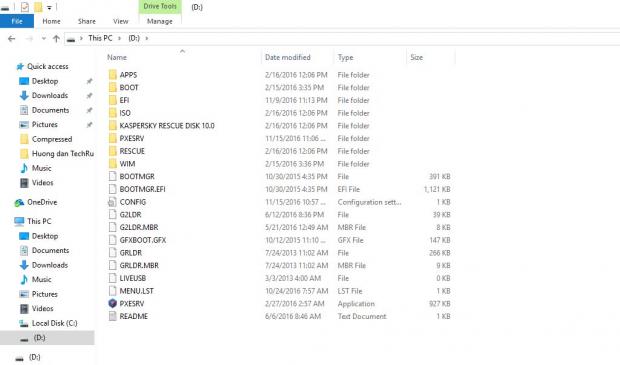 Drive Tools (D:)
File Home Share View Manage
This PC (D:)
Name Date modified Type Size
Quick access
Desktop
Downloads
Documents
Pictures
Compressed
Huong dan TechRu
Music
Videos
OneDrive
This PC
Desktop
Documents
Downloads
Music
Pictures
Videos
Local Disk (C:)
(D:)
(D:)
APPS 2/16/2016 12:06 PM File folder
BOOT 2/15/2016 3:35 PM File folder
EFI 11/9/2016 11:13 PM File folder
ISO 2/16/2016 12:06 PM File folder
KASPERSKY RESCUE DISK 10.0 2/16/2016 12:06 PM File folder
PXESRV 11/15/2016 11:06 ... File folder
RESCUE 2/16/2016 12:06 PM File folder
WIM 2/15/2016 3:36 PM File folder
BOOTMGR 10/30/2015 4:35 PM File 391 KB
BOOTMGR.EFI 10/30/2015 4:35 PM EFI File 1,121 KB
CONFIG 11/15/2016 10:57 ... Configuration sett... 1 KB
G2LDR 6/12/2016 8:36 PM File 39 KB
G2LDR.MBR 5/21/2016 12:49 AM MBR File 8 KB
GFXBOOT.GFX 10/12/2015 11:10 ... GFX File 147 KB
GRLDR 7/24/2013 11:02 AM File 266 KB
GRLDR.MBR 7/24/2013 11:02 AM MBR File 9 KB
LIVEUSB 3/3/2013 4:00 AM File 0 KB
MENU.LST 10/24/2016 7:57 AM LST File 1 KB
PXESRV 2/27/2016 2:57 AM Application 927 KB
README 6/6/2016 8:46 AM Text Document 1 KB